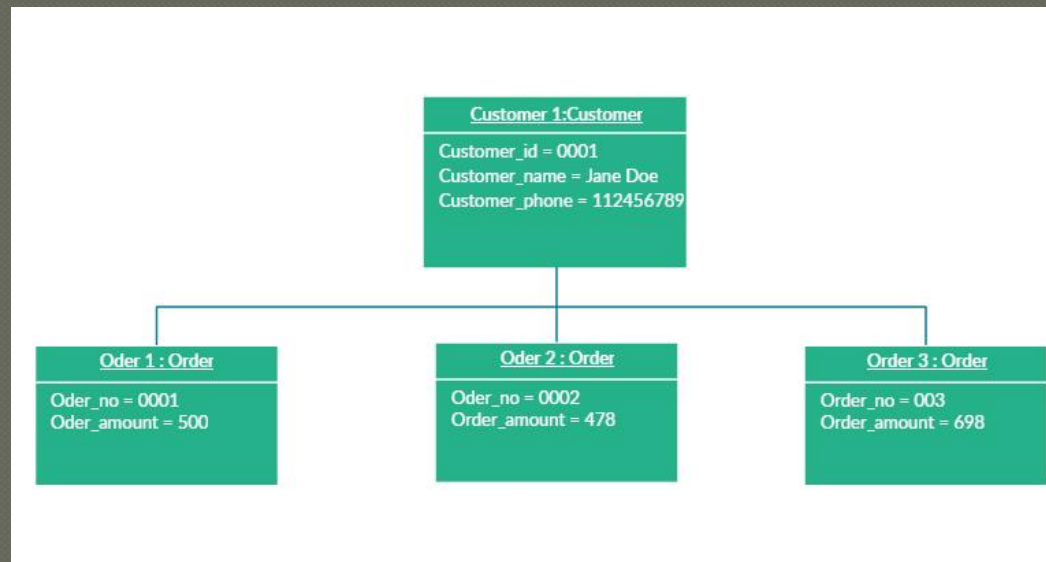 Customer 1:Customer
Customer_id = 0001
Customer_name = Jane Doe
Customer_phone = 112456789
Oder 1 : Order
Oder_no = 0001
Oder_amount = 500
Oder 2 : Order
Oder_no = 0002
Order_amount = 478
Order 3 : Order
Order_no = 003
Order_amount = 698